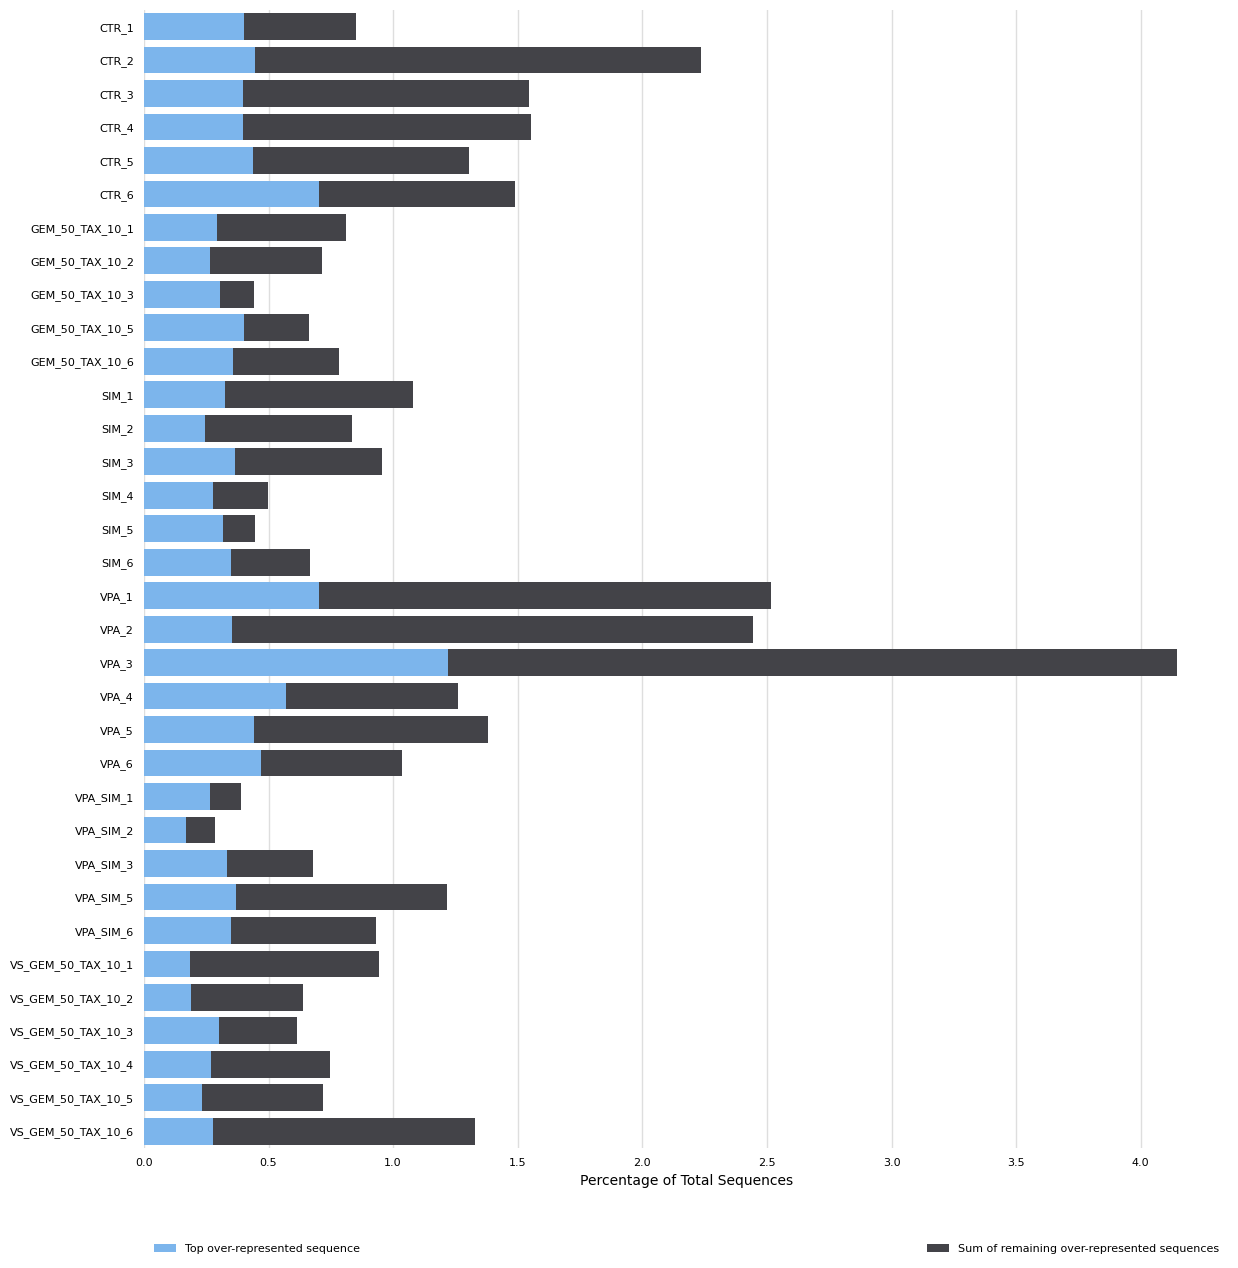 CTR_1
CTR_2
CTR_3
CTR_4
CTR_5
CTR_6
GEM_50_TAX_10_1
GEM_50_TAX_10_2
GEM_50_TAX_10_3
GEM_50_TAX_10_5
GEM_50_TAX_10_6
SIM_1
SIM_2
SIM_3
SIM_4
SIM_5
SIM_6
VPA_1
VPA_2
VPA_3
VPA_4
VPA_5
VPA_6
VPA_SIM_1
VPA_SIM_2
VPA_SIM_3
VPA_SIM_5
VPA_SIM_6
VS_GEM_50_TAX_10_1
VS_GEM_50_TAX_10_2
VS_GEM_50_TAX_10_3
VS_GEM_50_TAX_10_4
VS_GEM_50_TAX_10_5
VS_GEM_50_TAX_10_6
0.0 0.5 1.0 1.5 2.0 2.5 3.0 3.5 4.0
Percentage of Total Sequences
Top over-represented sequence Sum of remaining over-represented sequences